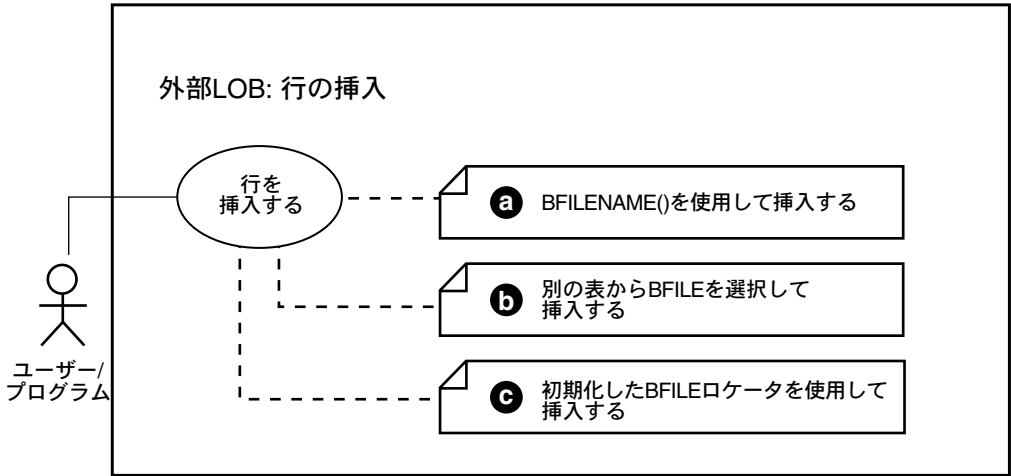 外部LOB: 行の挿入
行を
挿入する
a BFILENAME()を使用して挿入する
b 別の表からBFILEを選択して
挿入する
c 初期化したBFILEロケータを使用して
挿入する
ユーザー/
プログラム